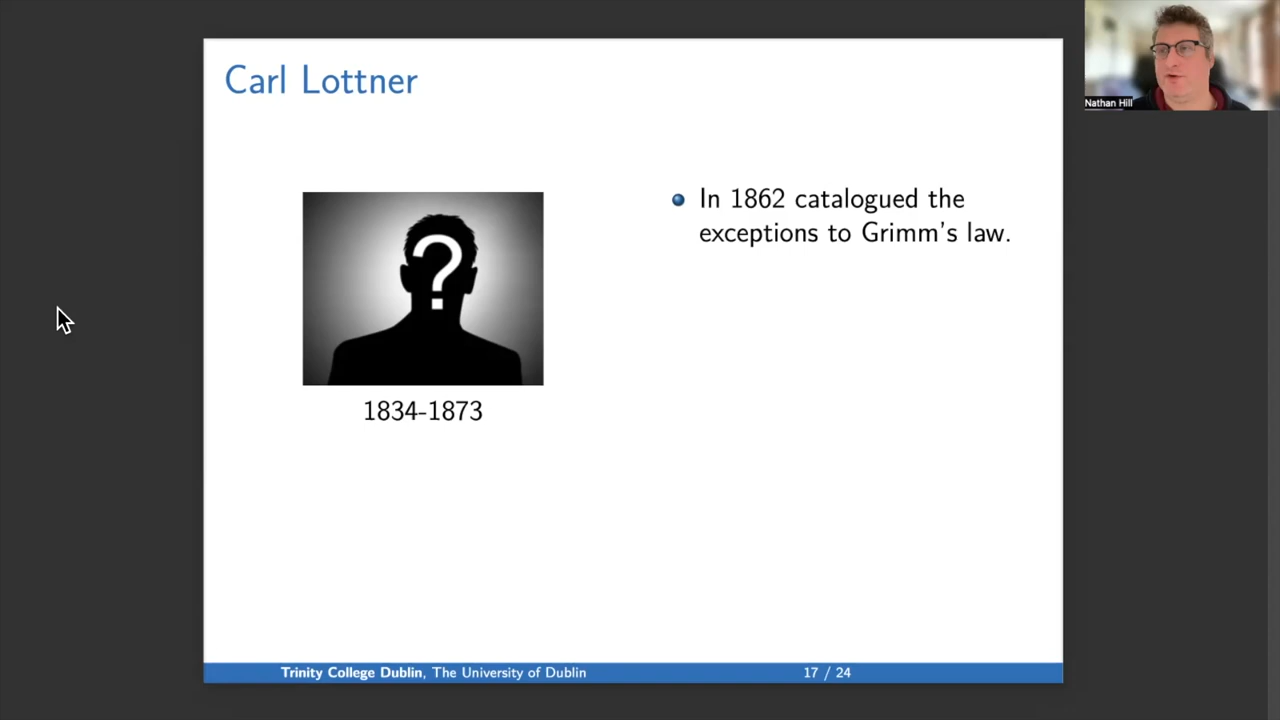 Carl Lottner
Nathan Hill
In 1862 catalogued the
exceptions to Grimm's law.
?
1834-1873
Trinity College Dublin, The University of Dublin
17 / 24